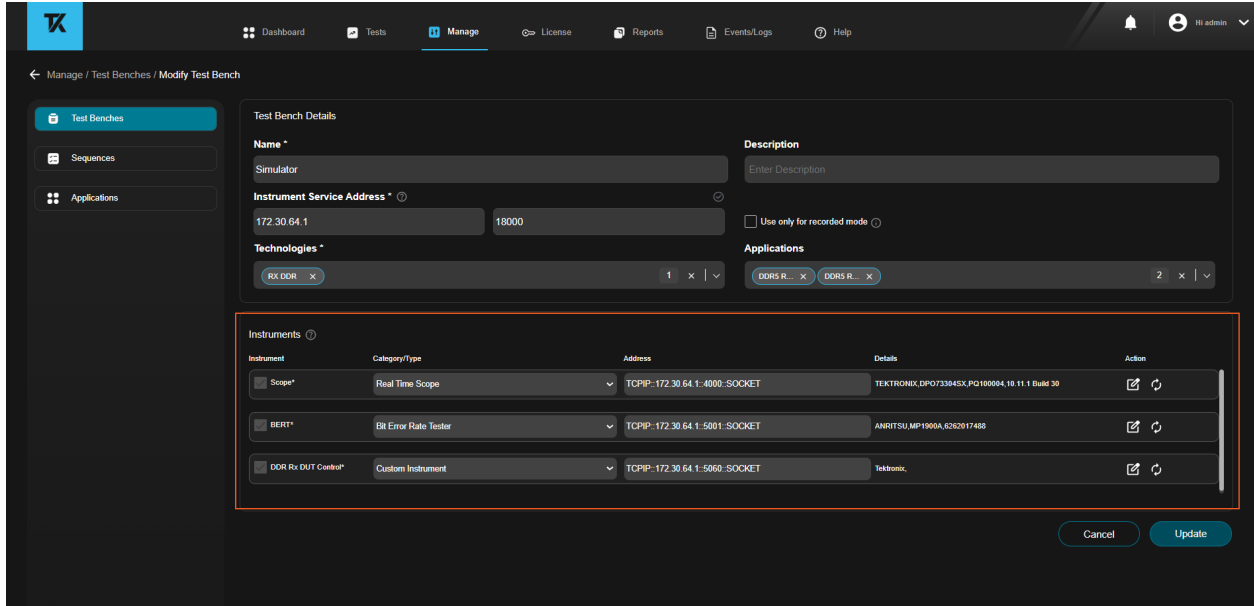 TK
Dashboard Tests Manage License Reports Events/Logs Help Hi admin
Manage / Test Benches / Modify Test Bench
Test Benches
Sequences
Applications
Test Bench Details
Name * Description
Simulator Enter Description
Instrument Service Address *
172.30.64.1 18000 Use only for recorded mode
Technologies * Applications
RX DDR 1 DDR5 R... DDR5 R... 2
Instruments
Instrument Category/Type Address Details Action
Scope* Real Time Scope TCPIP::172.30.64.1::4000::SOCKET TEKTRONIX,DPO73304SX,PQ100004,10.11.1 Build 30
BERT* Bit Error Rate Tester TCPIP::172.30.64.1::5001::SOCKET ANRITSU,MP1900A,6262017488
DDR Rx DUT Control* Custom Instrument TCPIP::172.30.64.1::5060::SOCKET Tektronix,
Cancel Update